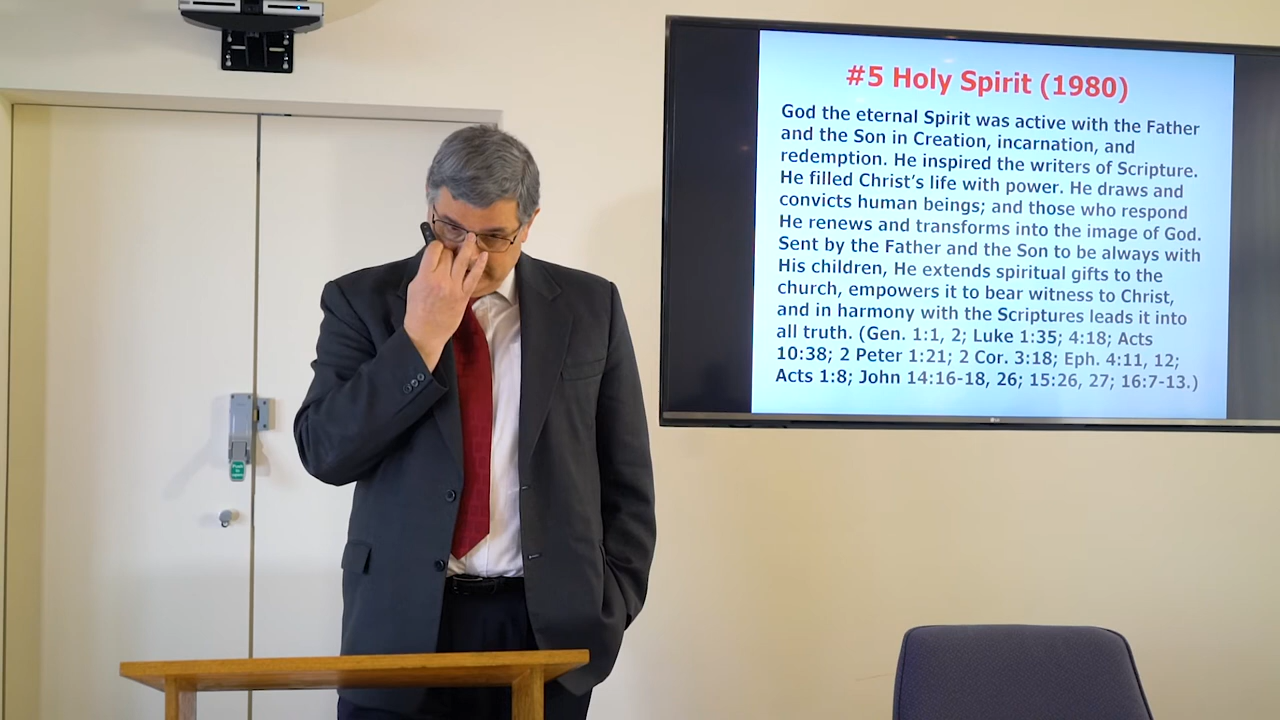 #5 Holy Spirit (1980)
God the eternal Spirit was active with the Father
and the Son in Creation, incarnation, and
redemption. He inspired the writers of Scripture.
He filled Christ’s life with power. He draws and
convicts human beings; and those who respond
He renews and transforms into the image of God.
Sent by the Father and the Son to be always with
His children, He extends spiritual gifts to the
church, empowers it to bear witness to Christ,
and in harmony with the Scriptures leads it into
all truth. (Gen. 1:1, 2; Luke 1:35; 4:18; Acts
10:38; 2 Peter 1:21; 2 Cor. 3:18; Eph. 4:11, 12;
Acts 1:8; John 14:16-18, 26; 15:26, 27; 16:7-13.)
LG